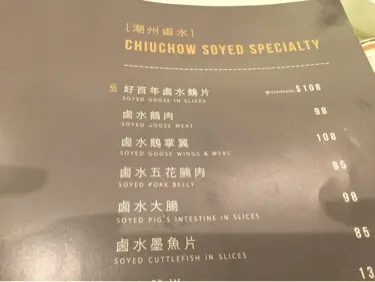 [潮州鹵水]
CHIUCHOW SOYED SPECIALTY
好百年鹵水鵝片 $108
SOYED GOOSE IN SLICES
鹵水鵝肉 98
SOYED GOOSE MEAT
鹵水鵝掌翼 108
SOYED GOOSE WINGS & WEBS
鹵水五花腩肉 85
SOYED PORK BELLY
鹵水大腸 98
SOYED PIG'S INTESTINE IN SLICES
鹵水墨魚片 85
SOYED CUTTLEFISH IN SLICES